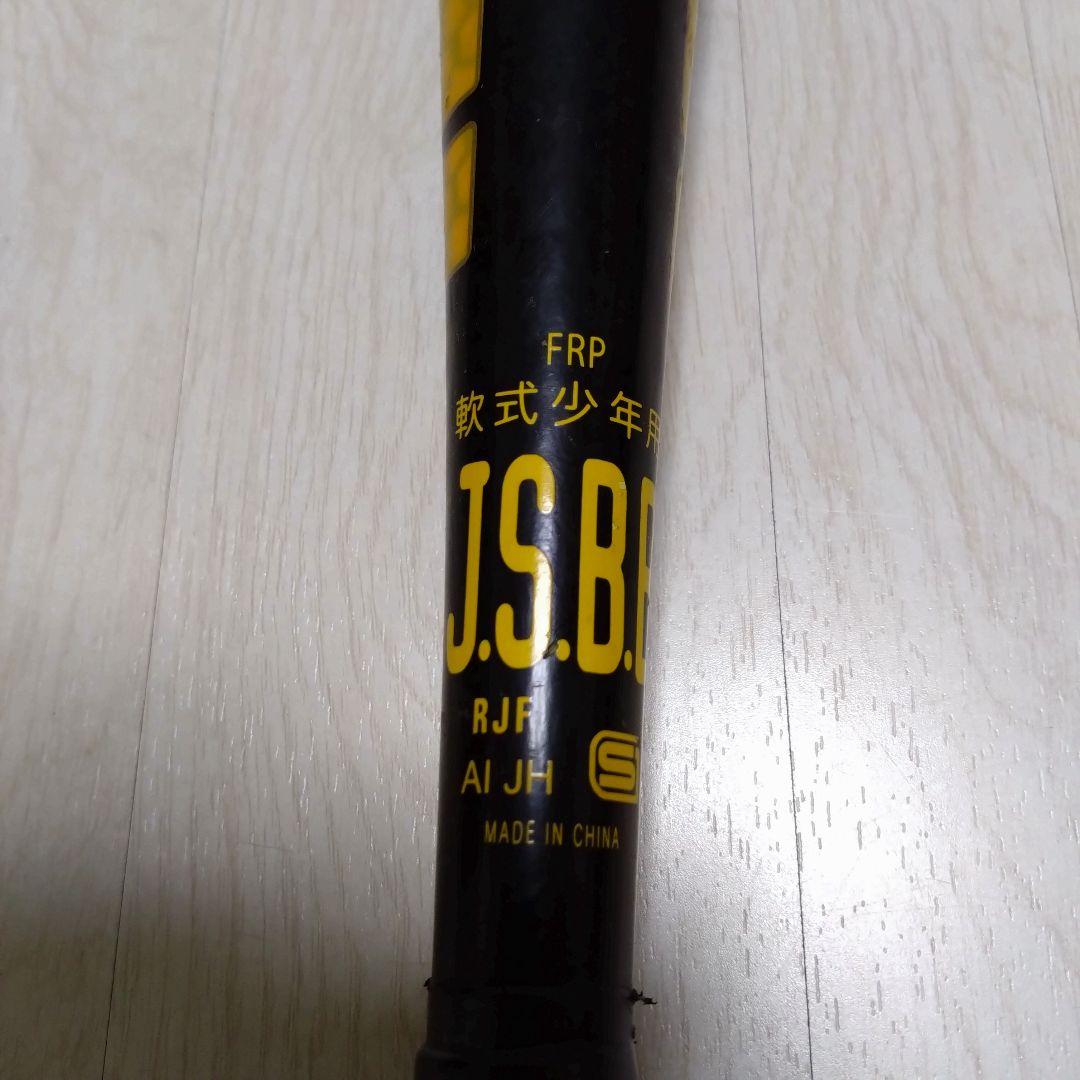 FRP
軟式少年用
J.S.B.B
RJF
AI JH
MADE IN CHINA